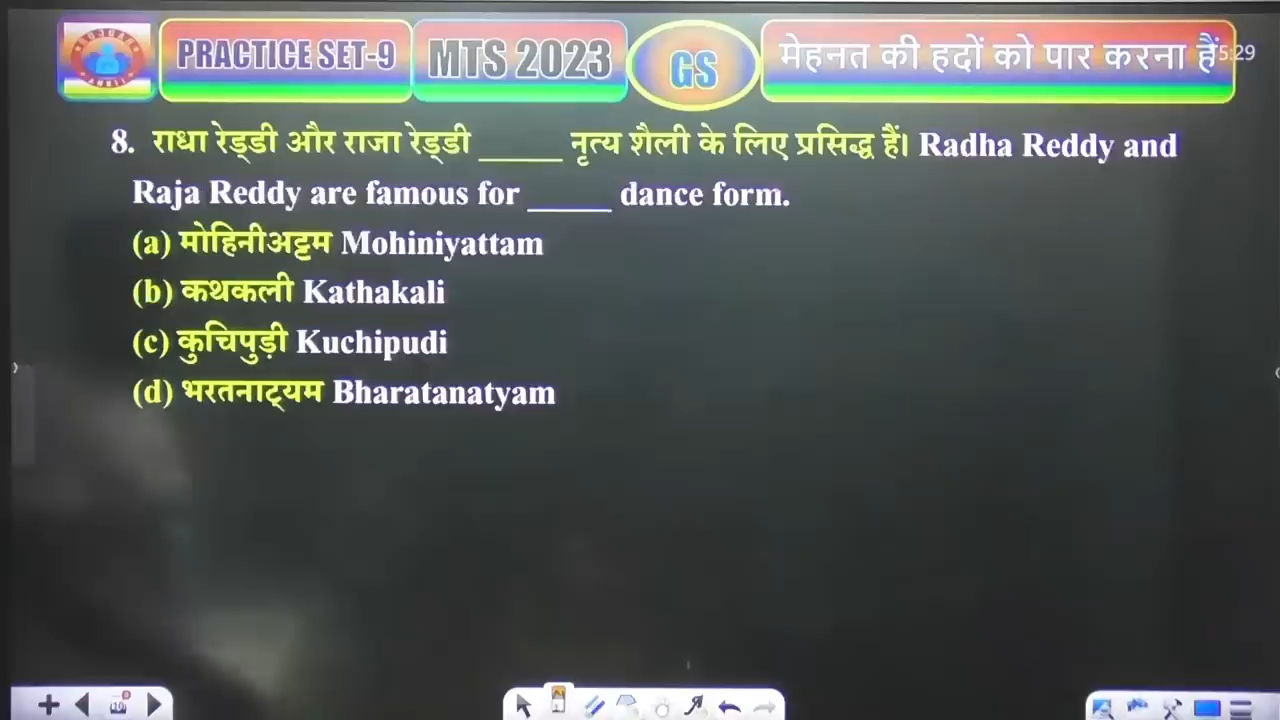 PRACTICE SET-9 MTS 2023 GS मेहनत की हदों को पार करना हैं 5:29
8. राधा रेड्डी और राजा रेड्डी _____ नृत्य शैली के लिए प्रसिद्ध हैं। Radha Reddy and
Raja Reddy are famous for _____ dance form.
(a) मोहिनीअट्टम Mohiniyattam
(b) कथकली Kathakali
(c) कुचिपुड़ी Kuchipudi
(d) भरतनाट्यम Bharatanatyam